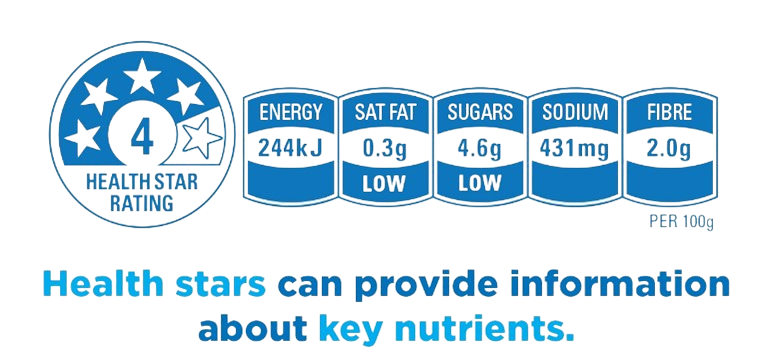 4
HEALTH STAR
RATING
ENERGY SAT FAT SUGARS SODIUM FIBRE
244kJ 0.3g 4.6g 431mg 2.0g
LOW LOW
PER 100g
Health stars can provide information
about key nutrients.